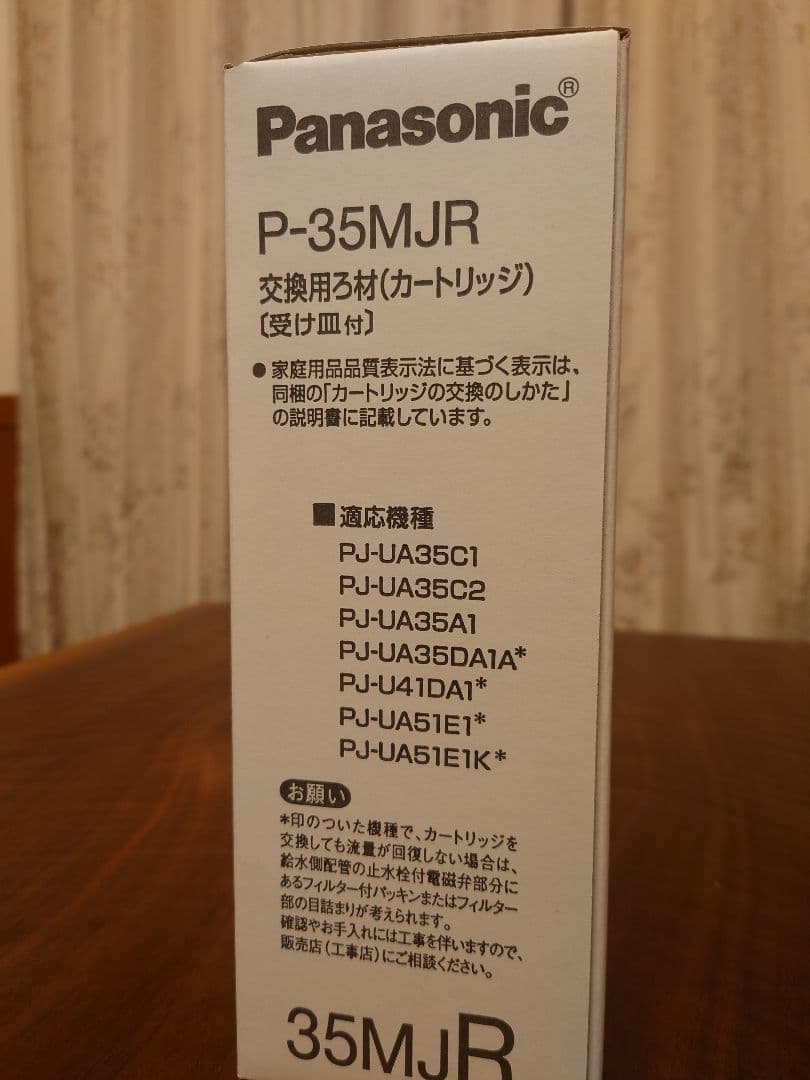 Panasonic®
P-35MJR
交換用ろ材(カートリッジ)
〔受け皿付〕
● 家庭用品品質表示法に基づく表示は、
同梱の「カートリッジの交換のしかた」
の説明書に記載しています。
■適応機種
PJ-UA35C1
PJ-UA35C2
PJ-UA35A1
PJ-UA35DA1A*
PJ-U41DA1*
PJ-UA51E1*
PJ-UA51E1K*
お願い
*印のついた機種で、カートリッジを
交換しても流量が回復しない場合は、
給水側配管の止水栓付電磁弁部分に
あるフィルター付パッキンまたはフィルター
部の目詰まりが考えられます。
確認やお手入れには工事を伴いますので、
販売店(工事店)にご相談ください。
35MJR